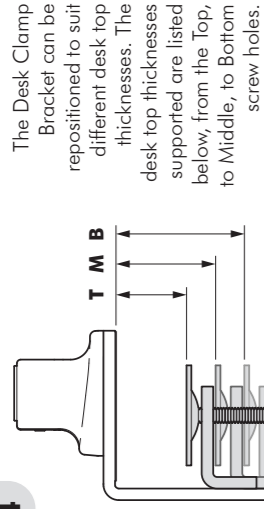 The Desk Clamp
Bracket can be
repositioned to suit
different desk top
thicknesses. The
desk top thicknesses
supported are listed
below, from the Top,
to Middle, to Bottom
screw holes.
T M B